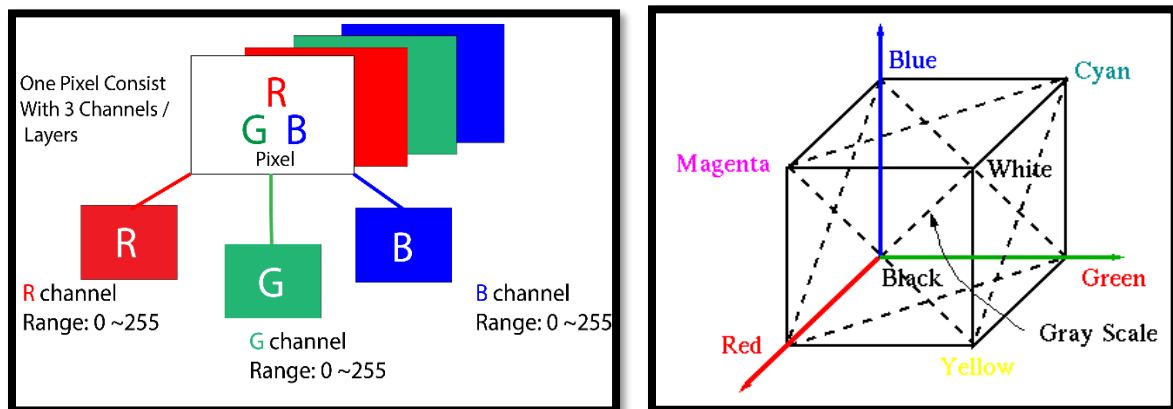 One Pixel Consist
With 3 Channels /
Layers
R
G B
Pixel
R
G
B
R channel
Range: 0 ~255
G channel
Range: 0 ~255
B channel
Range: 0 ~255
Blue
Cyan
Magenta
White
Black
Green
Red
Gray Scale
Yellow